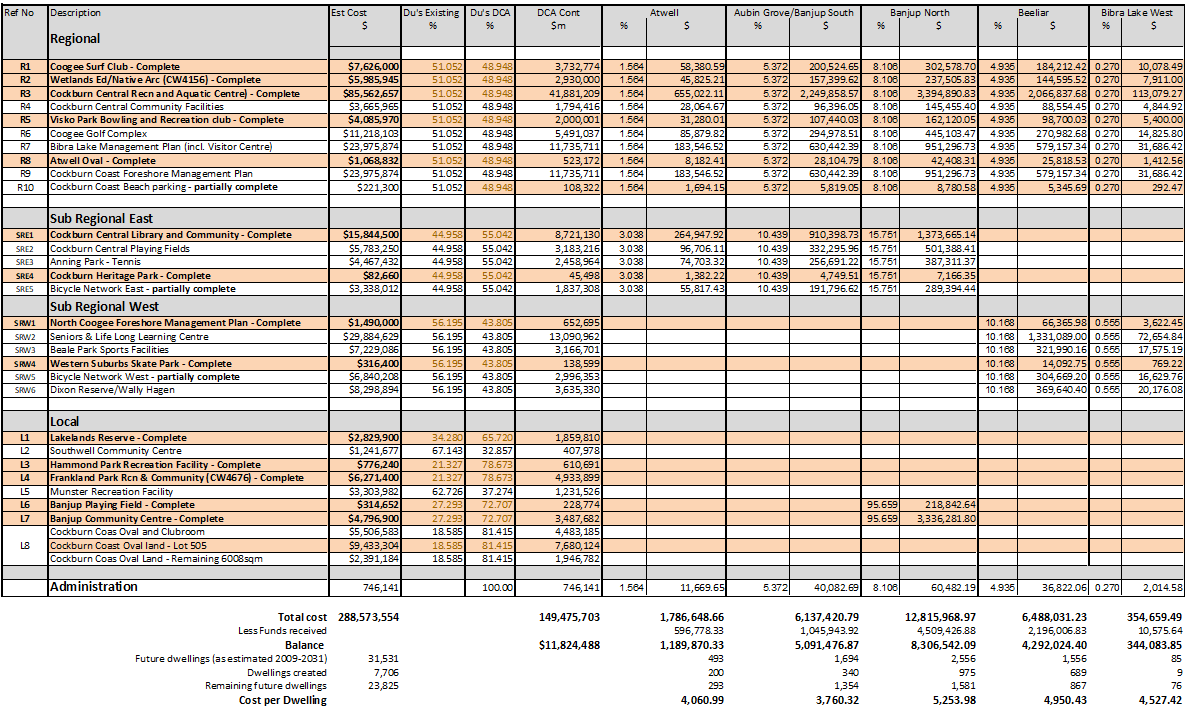 Ref No Description Est Cost Du's Existing Du's DCA DCA Cont Atwell Aubin Grove/Banjup South Banjup North Beeliar Bibra Lake West
$ % % $m % $ % $ % $ % $ % $
Regional
R1 Coogee Surf Club - Complete $7,626,000 51.052 48.948 3,732,774 1.564 58,380.59 5.372 200,524.65 8.106 302,578.70 4.935 184,212.42 0.270 10,078.49
R2 Wetlands Ed/Native Arc (CW4156) - Complete $5,985,945 51.052 48.948 2,930,000 1.564 45,825.21 5.372 157,399.62 8.106 237,505.83 4.935 144,595.52 0.270 7,911.00
R3 Cockburn Central Recn and Aquatic Centre) - Complete $85,562,657 51.052 48.948 41,881,209 1.564 655,022.11 5.372 2,249,858.57 8.106 3,394,890.83 4.935 2,066,837.68 0.270 113,079.27
R4 Cockburn Central Community Facilities $3,665,965 51.052 48.948 1,794,416 1.564 28,064.67 5.372 96,396.05 8.106 145,455.40 4.935 88,554.45 0.270 4,844.92
R5 Visko Park Bowling and Recreation club - Complete $4,085,970 51.052 48.948 2,000,001 1.564 31,280.01 5.372 107,440.03 8.106 162,120.05 4.935 98,700.03 0.270 5,400.00
R6 Coogee Golf Complex $11,218,103 51.052 48.948 5,491,037 1.564 85,879.82 5.372 294,978.51 8.106 445,103.47 4.935 270,982.68 0.270 14,825.80
R7 Bibra Lake Management Plan (incl. Visitor Centre) $23,975,874 51.052 48.948 11,735,711 1.564 183,546.52 5.372 630,442.39 8.106 951,296.73 4.935 579,157.34 0.270 31,686.42
R8 Atwell Oval - Complete $1,068,832 51.052 48.948 523,172 1.564 8,182.41 5.372 28,104.79 8.106 42,408.31 4.935 25,818.53 0.270 1,412.56
R9 Cockburn Coast Foreshore Management Plan $23,975,874 51.052 48.948 11,735,711 1.564 183,546.52 5.372 630,442.39 8.106 951,296.73 4.935 579,157.34 0.270 31,686.42
R10 Cockburn Coast Beach parking - partially complete $221,300 51.052 48.948 108,322 1.564 1,694.15 5.372 5,819.05 8.106 8,780.58 4.935 5,345.69 0.270 292.47
Sub Regional East
SRE1 Cockburn Central Library and Community - Complete $15,844,500 44.958 55.042 8,721,130 3.038 264,947.92 10.439 910,398.73 15.751 1,373,665.14
SRE2 Cockburn Central Playing Fields $5,783,250 44.958 55.042 3,183,216 3.038 96,706.11 10.439 332,295.96 15.751 501,388.41
SRE3 Anning Park - Tennis $4,467,432 44.958 55.042 2,458,964 3.038 74,703.32 10.439 256,691.22 15.751 387,311.37
SRE4 Cockburn Heritage Park - Complete $82,660 44.958 55.042 45,498 3.038 1,382.22 10.439 4,749.51 15.751 7,166.35
SRE5 Bicycle Network East - partially complete $3,338,012 44.958 55.042 1,837,308 3.038 55,817.43 10.439 191,796.62 15.751 289,394.44
Sub Regional West
SRW1 North Coogee Foreshore Management Plan - Complete $1,490,000 56.195 43.805 652,695 10.168 66,365.98 0.555 3,622.45
SRW2 Seniors & Life Long Learning Centre $29,884,629 56.195 43.805 13,090,962 10.168 1,331,089.00 0.555 72,654.84
SRW3 Beale Park Sports Facilities $7,229,086 56.195 43.805 3,166,701 10.168 321,990.16 0.555 17,575.19
SRW4 Western Suburbs Skate Park - Complete $316,400 56.195 43.805 138,599 10.168 14,092.75 0.555 769.22
SRW5 Bicycle Network West - partially complete $6,840,208 56.195 43.805 2,996,353 10.168 304,669.20 0.555 16,629.76
SRW6 Dixon Reserve/Wally Hagen $8,298,894 56.195 43.805 3,635,330 10.168 369,640.40 0.555 20,176.08
Local
L1 Lakelands Reserve - Complete $2,829,900 34.280 65.720 1,859,810
L2 Southwell Community Centre $1,241,677 67.143 32.857 407,978
L3 Hammond Park Recreation Facility - Complete $776,240 21.327 78.673 610,691
L4 Frankland Park Rcn & Community (CW4676) - Complete $6,271,400 21.327 78.673 4,933,899
L5 Munster Recreation Facility $3,303,982 62.726 37.274 1,231,526
L6 Banjup Playing Field - Complete $314,652 27.293 72.707 228,774 95.659 218,842.64
L7 Banjup Community Centre - Complete $4,796,900 27.293 72.707 3,487,682 95.659 3,336,281.80
Cockburn Coas Oval and Clubroom $5,506,583 18.585 81.415 4,483,185
L8 Cockburn Coast Oval land - Lot 505 $9,433,304 18.585 81.415 7,680,124
Cockburn Coas Oval Land - Remaining 6008sqm $2,391,184 18.585 81.415 1,946,782
Administration 746,141 100.00 746,141 1.564 11,669.65 5.372 40,082.69 8.106 60,482.19 4.935 36,822.06 0.270 2,014.58
Total cost 288,573,554 149,475,703 1,786,648.66 6,137,420.79 12,815,968.97 6,488,031.23 354,659.49
Less Funds received 596,778.33 1,045,943.92 4,509,426.88 2,196,006.83 10,575.64
Balance $11,824,488 1,189,870.33 5,091,476.87 8,306,542.09 4,292,024.40 344,083.85
Future dwellings (as estimated 2009-2031) 31,531 493 1,694 2,556 1,556 85
Dwellings created 7,706 200 340 975 689 9
Remaining future dwellings 23,825 293 1,354 1,581 867 76
Cost per Dwelling 4,060.99 3,760.32 5,253.98 4,950.43 4,527.42